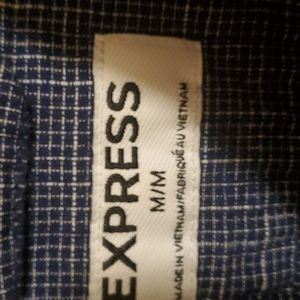 EXPRESS
M/M
MADE IN VIETNAM/FABRIQUÉ AU VIETNAM